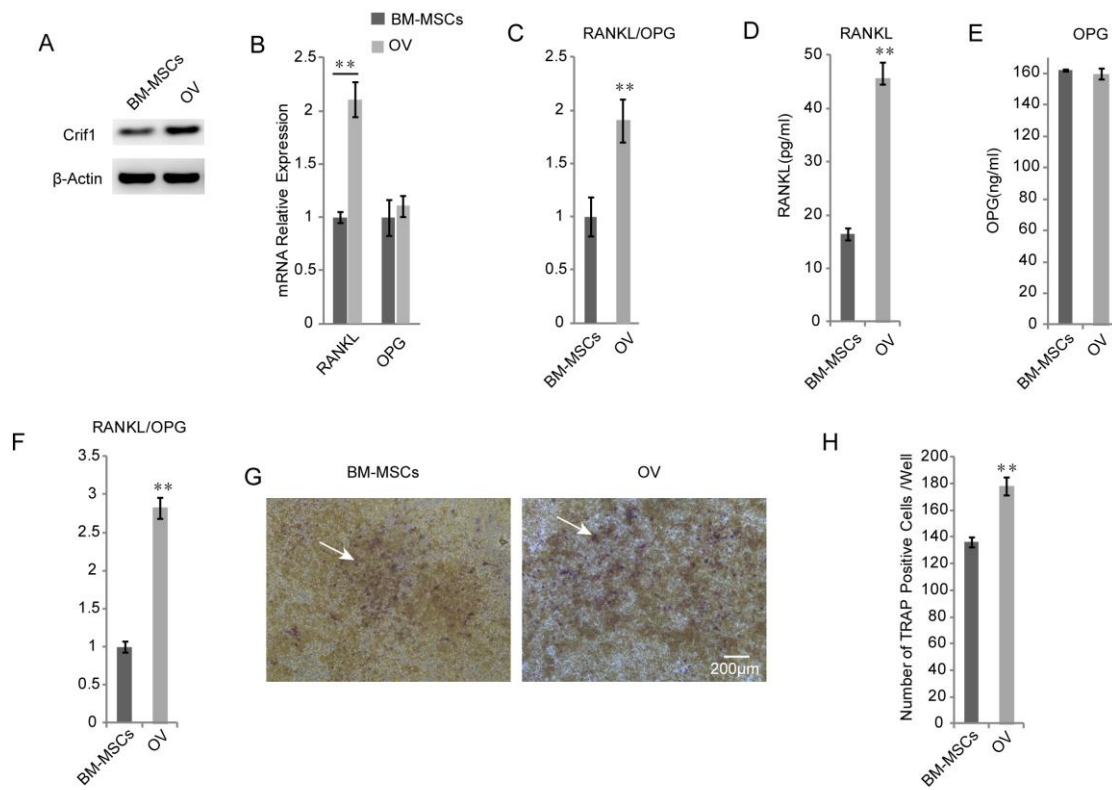 A
BM-MSCs
OV
Crif1
β-Actin
B
BM-MSCs
OV
mRNA Relative Expression
2.5
2
1.5
1
0.5
0
**
RANKL
OPG
C
RANKL/OPG
2.5
2
1.5
1
0.5
0
**
BM-MSCs
OV
D
RANKL
RANKL(pg/ml)
50
40
30
20
10
0
**
BM-MSCs
OV
E
OPG
OPG(ng/ml)
160
140
120
100
80
60
40
20
0
BM-MSCs
OV
F
RANKL/OPG
3.5
3
2.5
2
1.5
1
0.5
0
**
BM-MSCs
OV
G
BM-MSCs
OV
200μm
H
Number of TRAP Positive Cells /Well
200
180
160
140
120
100
80
60
40
20
0
**
BM-MSCs
OV